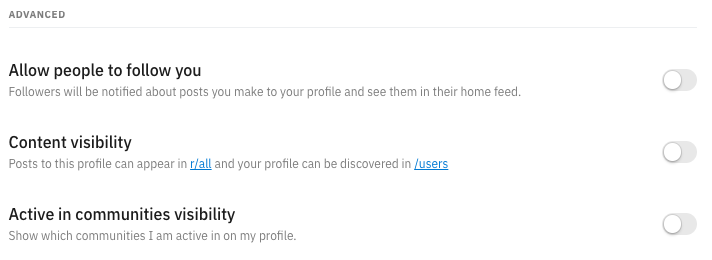 ADVANCED
Allow people to follow you
Followers will be notified about posts you make to your profile and see them in their home feed.
Content visibility
Posts to this profile can appear in r/all and your profile can be discovered in /users
Active in communities visibility
Show which communities I am active in on my profile.